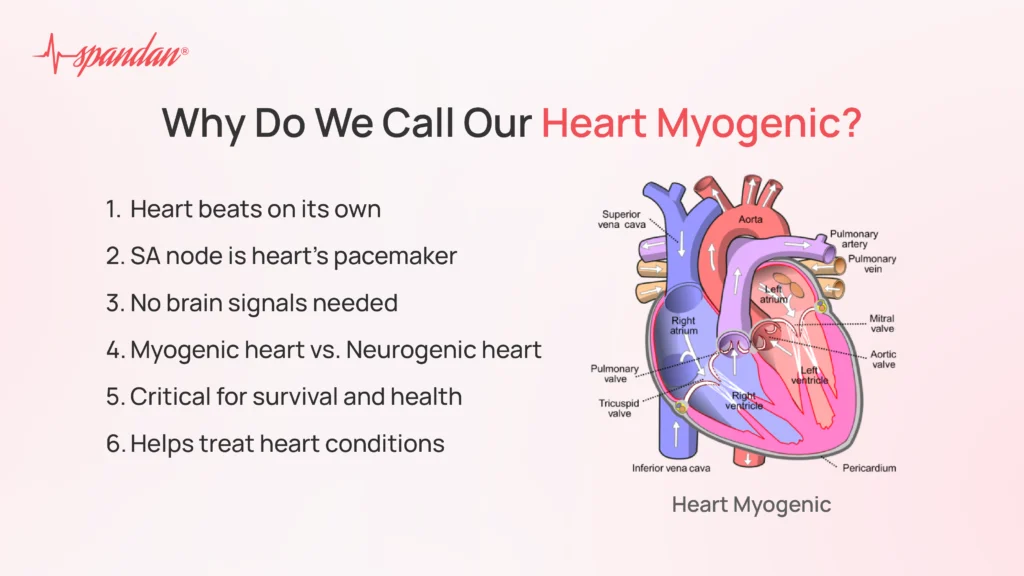 spandan®
Why Do We Call Our Heart Myogenic?
1. Heart beats on its own
2. SA node is heart's pacemaker
3. No brain signals needed
4. Myogenic heart vs. Neurogenic heart
5. Critical for survival and health
6. Helps treat heart conditions
Superior
vena cava
Aorta
Pulmonary
artery
Pulmonary
vein
Left
atrium
Right
atrium
Mitral
valve
Aortic
valve
Pulmonary
valve
Left
ventricle
Tricuspid
valve
Right
ventricle
Inferior vena cava
Pericardium
Heart Myogenic